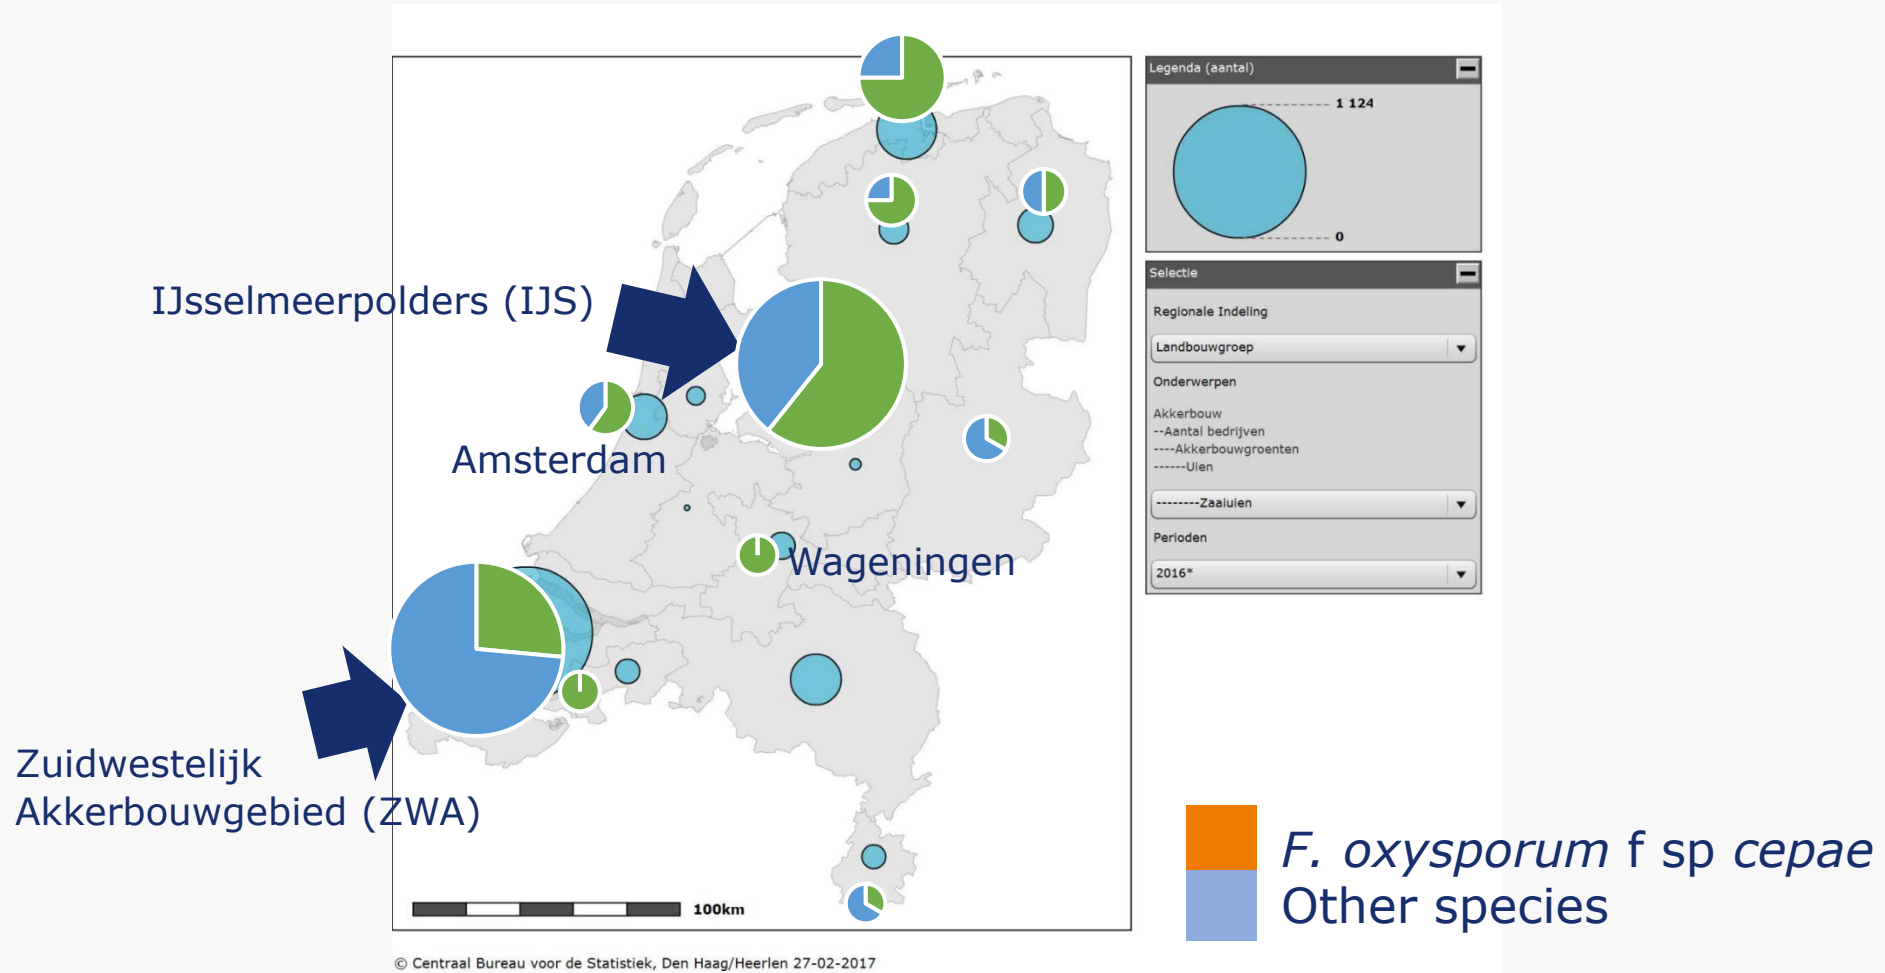 Legenda (aantal)
1 124
0
Selectie
Regionale Indeling
Landbouwgroep
Onderwerpen
Akkerbouw
--Aantal bedrijven
----Akkerbouwgroenten
------Uien
--------Zaaiuien
Perioden
2016*
IJsselmeerpolders (IJS)
Amsterdam
Wageningen
Zuidwestelijk
Akkerbouwgebied (ZWA)
100km
F. oxysporum f sp cepae
Other species
© Centraal Bureau voor de Statistiek, Den Haag/Heerlen 27-02-2017